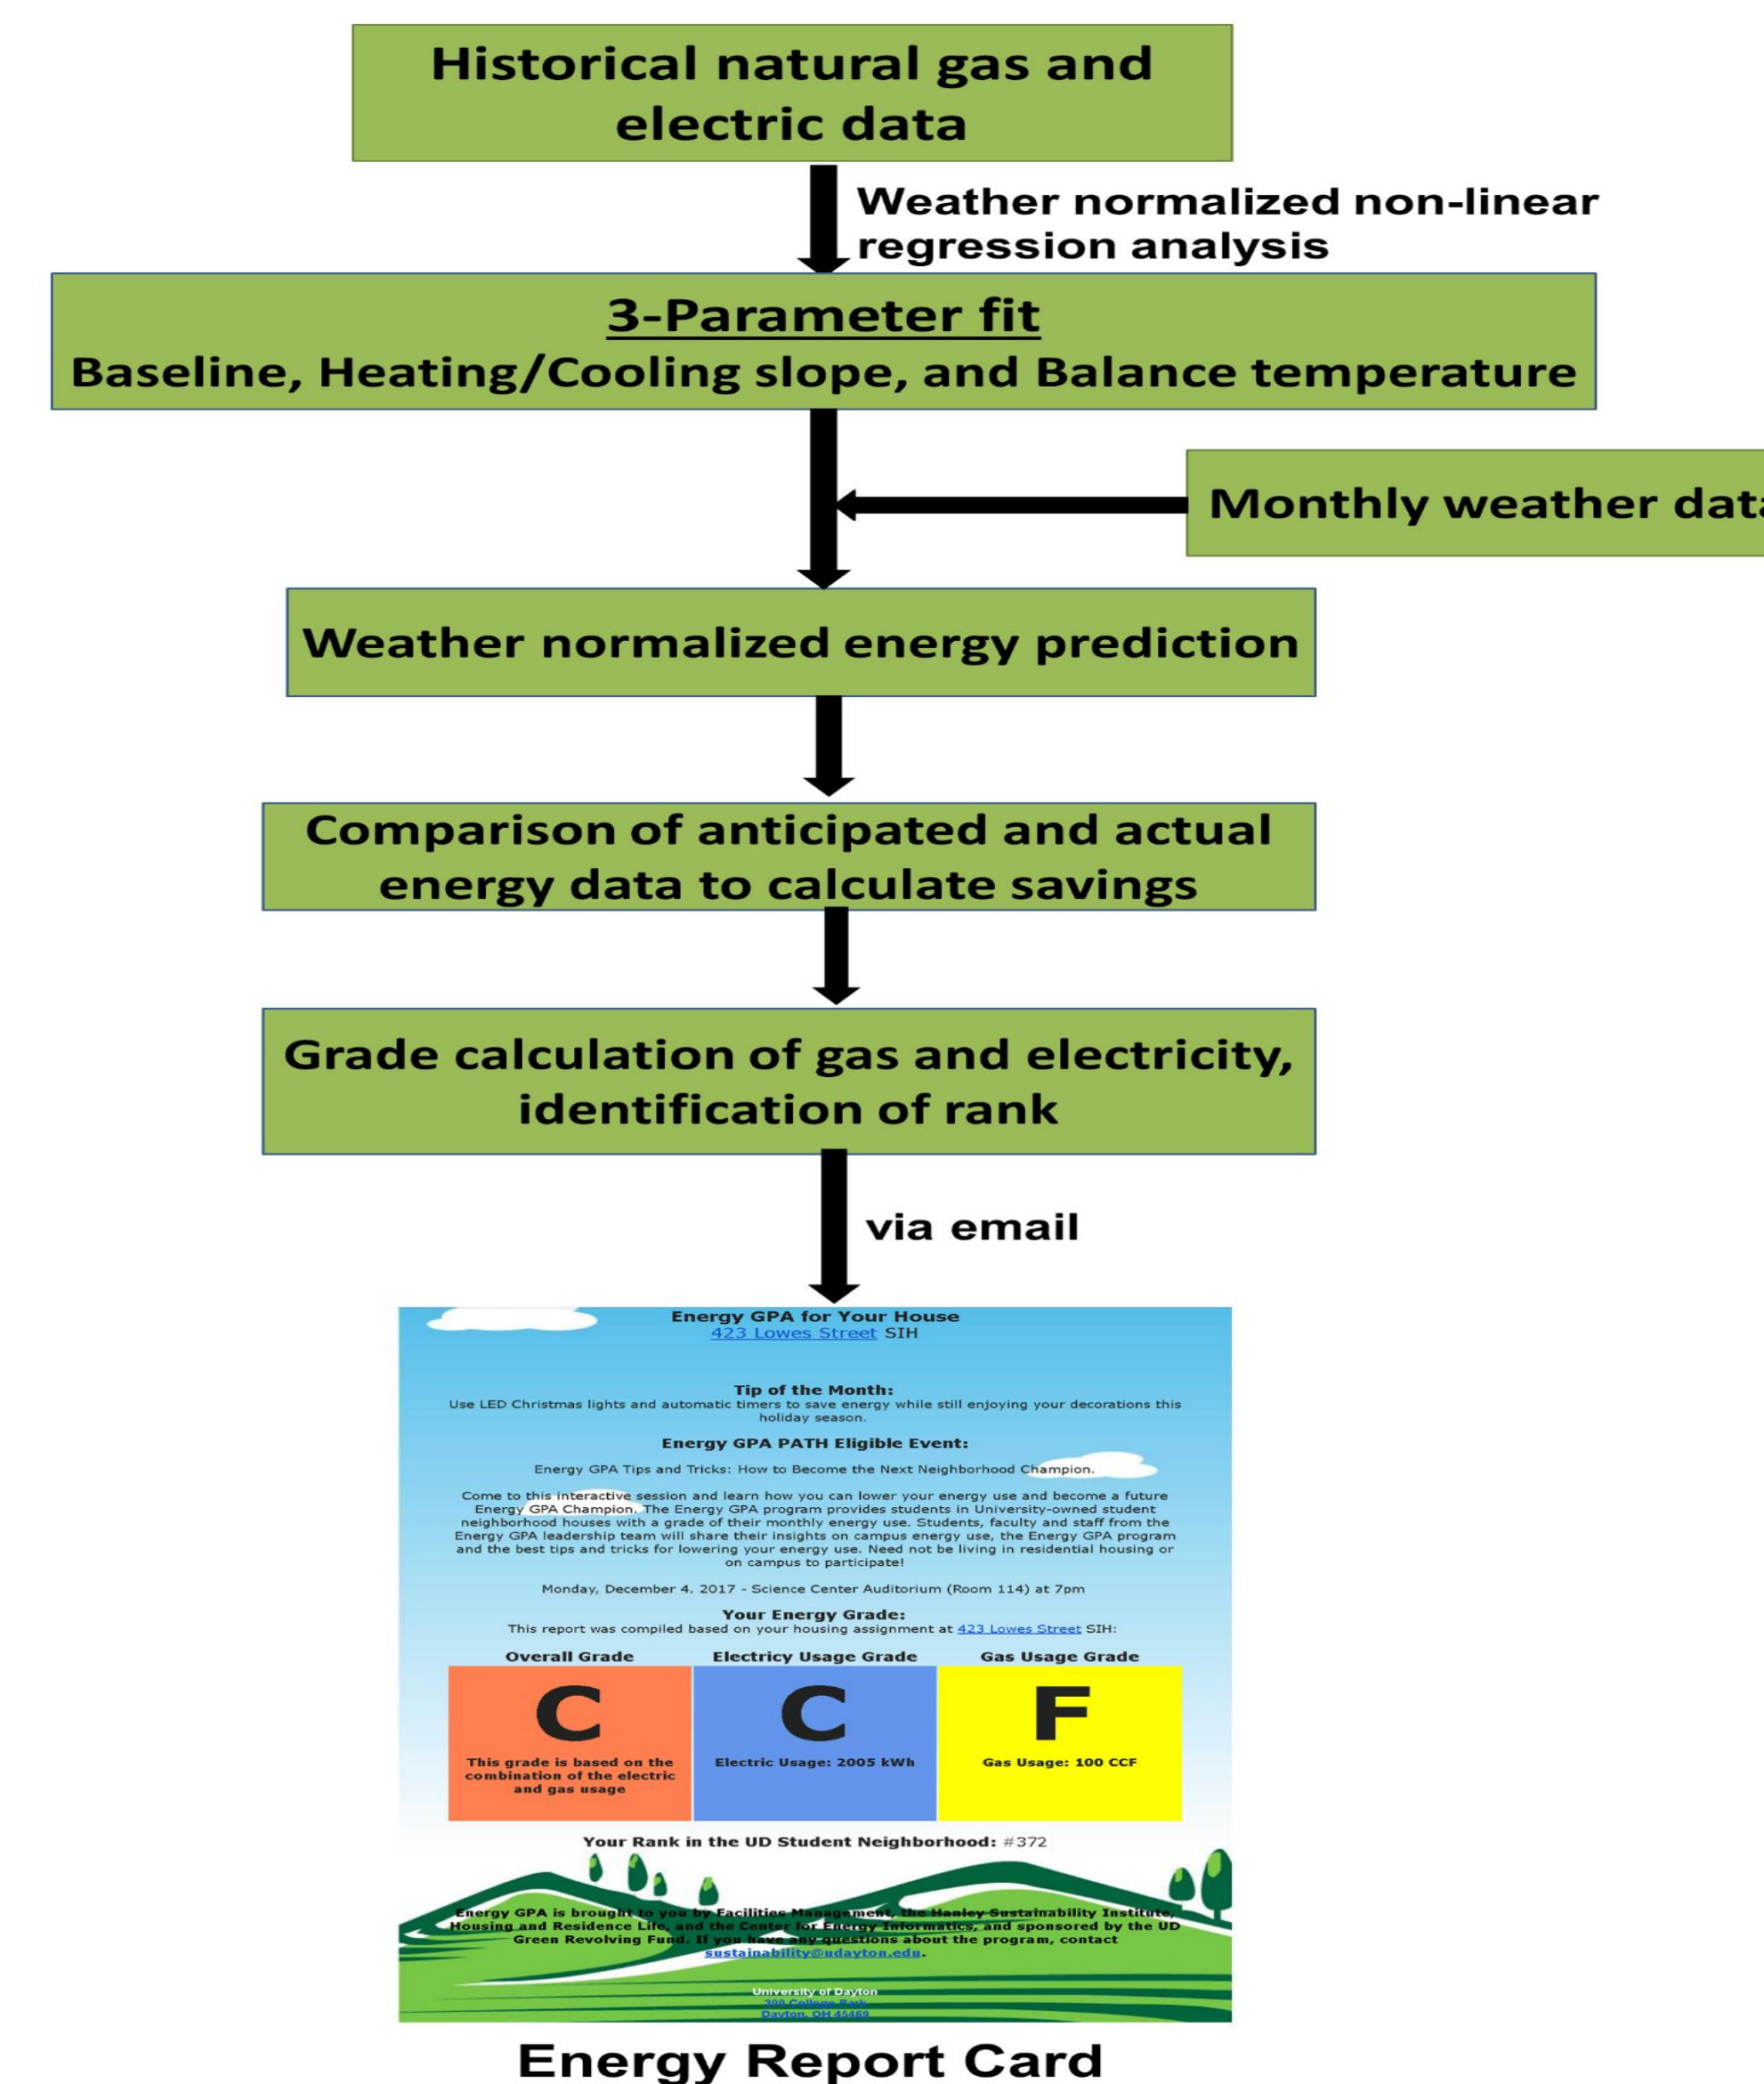 Historical natural gas and
electric data
Weather normalized non-linear
regression analysis
3-Parameter fit
Baseline, Heating/Cooling slope, and Balance temperature
Monthly weather
Weather normalized energy prediction
Comparison of anticipated and actual
energy data to calculate savings
Grade calculation of gas and electricity,
identification of rank
via email
Energy GPA for Your House
423 Lowes Street SIH
Tip of the Month:
Use LED Christmas lights and automatic timers to save energy while still enjoying your decorations this
holiday season.
Energy GPA PATH Eligible Event:
Energy GPA Tips and Tricks: How to Become the Next Neighborhood Champion.
Come to this interactive session and learn how you can lower your energy use and become a future
Energy GPA Champion. The Energy GPA program provides students in University-owned student
neighborhood houses with a grade of their monthly energy use. Students, faculty and staff from the
Energy GPA leadership team will share their insights on campus energy use, the Energy GPA program
and the best tips and tricks for lowering your energy use. Need not be living in residential housing or
on campus to participate!
Monday, December 4, 2017 - Science Center Auditorium (Room 114) at 7pm
Your Energy Grade:
This report was compiled based on your housing assignment at 423 Lowes Street SIH:
Overall Grade Electricy Usage Grade Gas Usage Grade
C C F
This grade is based on the Electric Usage: 2005 kWh Gas Usage: 100 CCF
combination of the electric
and gas usage
Your Rank in the UD Student Neighborhood: #372
Energy GPA is brought to you by Facilities Management, the Hanley Sustainability Institute,
Housing and Residence Life, and the Center for Energy Informatics, and sponsored by the UD
Green Revolving Fund. If you have any questions about the program, contact
sustainability@udayton.edu.
University of Dayton
300 College Park
Dayton, OH 45469
Energy Report Card